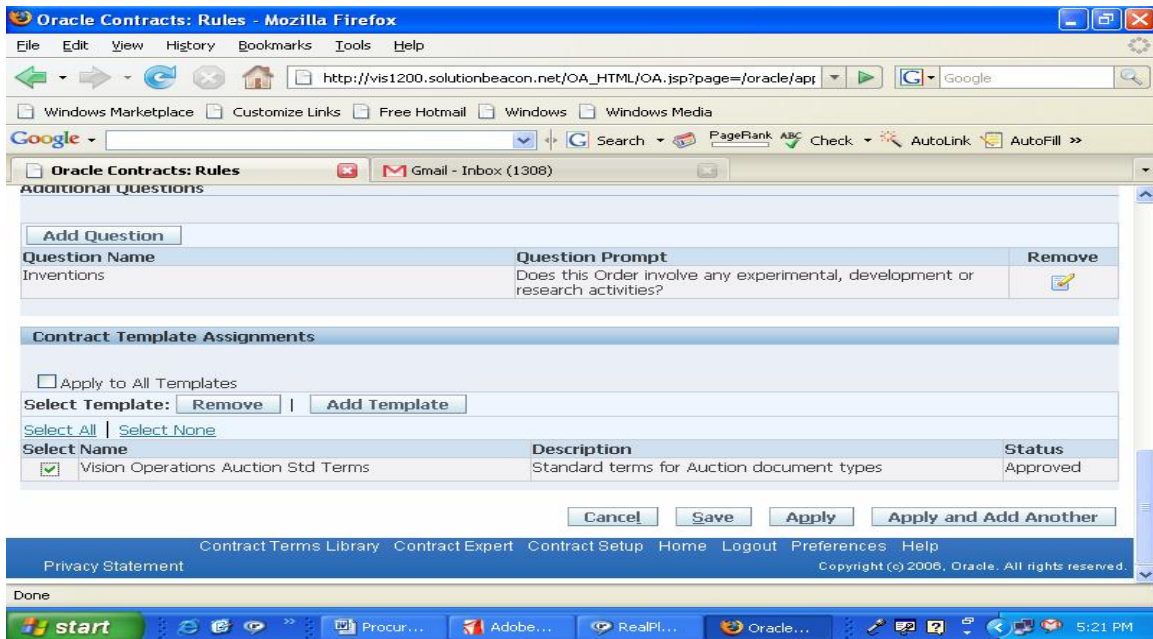 Oracle Contracts: Rules - Mozilla Firefox
File Edit View History Bookmarks Tools Help
http://vis1200.solutionbeacon.net/OA_HTML/OA.jsp?page=/oracle/app G Google
Windows Marketplace Customize Links Free Hotmail Windows Windows Media
Google G Search PageRank ABC Check AutoLink AutoFill »
Oracle Contracts: Rules Gmail - Inbox (1308)
Additional Questions
Add Question
Question Name Question Prompt Remove
Inventions Does this Order involve any experimental, development or
research activities?
Contract Template Assignments
Apply to All Templates
Select Template: Remove | Add Template
Select All | Select None
Select Name Description Status
Vision Operations Auction Std Terms Standard terms for Auction document types Approved
Cancel Save Apply Apply and Add Another
Contract Terms Library Contract Expert Contract Setup Home Logout Preferences Help
Privacy Statement Copyright (c) 2006, Oracle. All rights reserved.
Done
start » Procur... Adobe... RealPl... Oracle... 5:21 PM